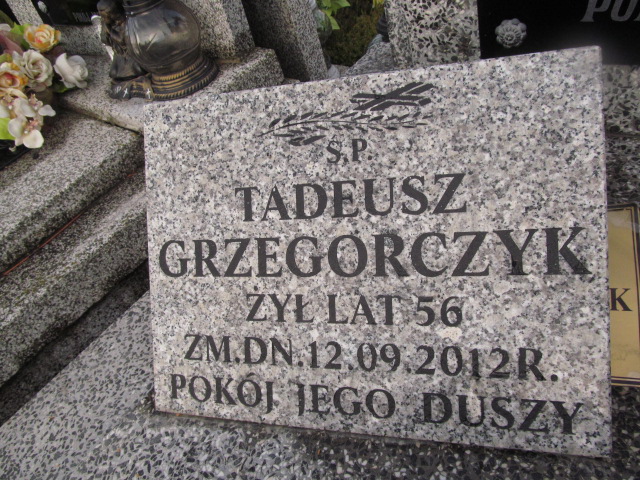 Ś.P.
TADEUSZ
GRZEGORCZYK
ŻYŁ LAT 56
ZM.DN.12.09.2012R.
POKÓJ JEGO DUSZY